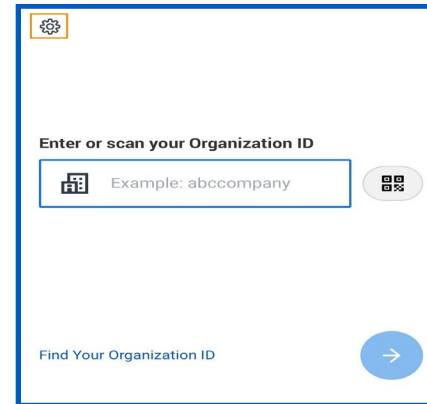 Enter or scan your Organization ID
Example: abccompany
Find Your Organization ID